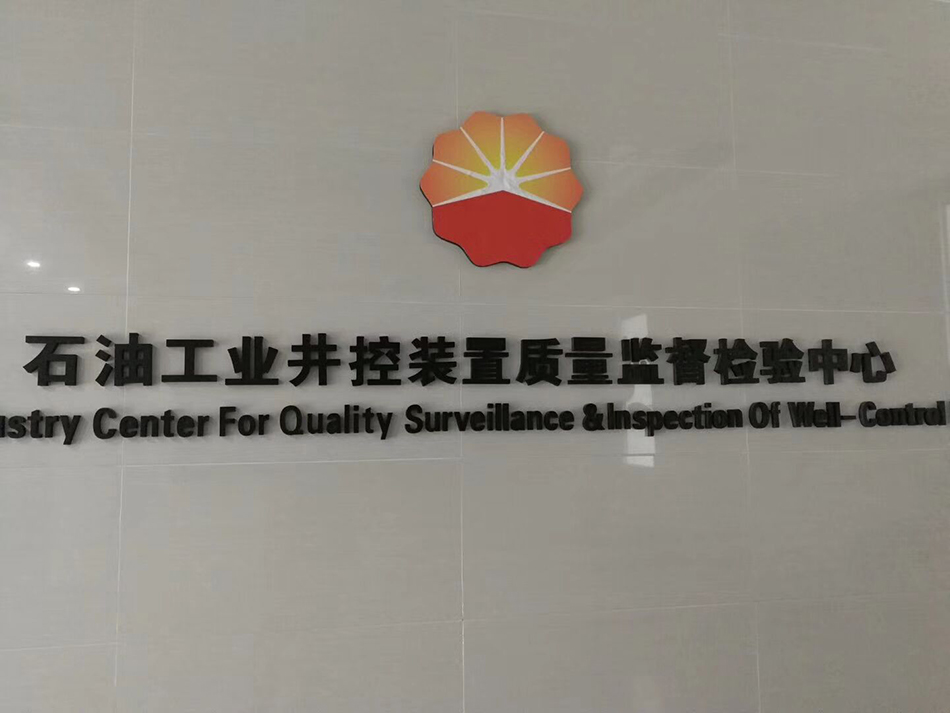 石油工业井控装置质量监督检验中心
ustry Center For Quality Surveillance & Inspection Of Well-Control